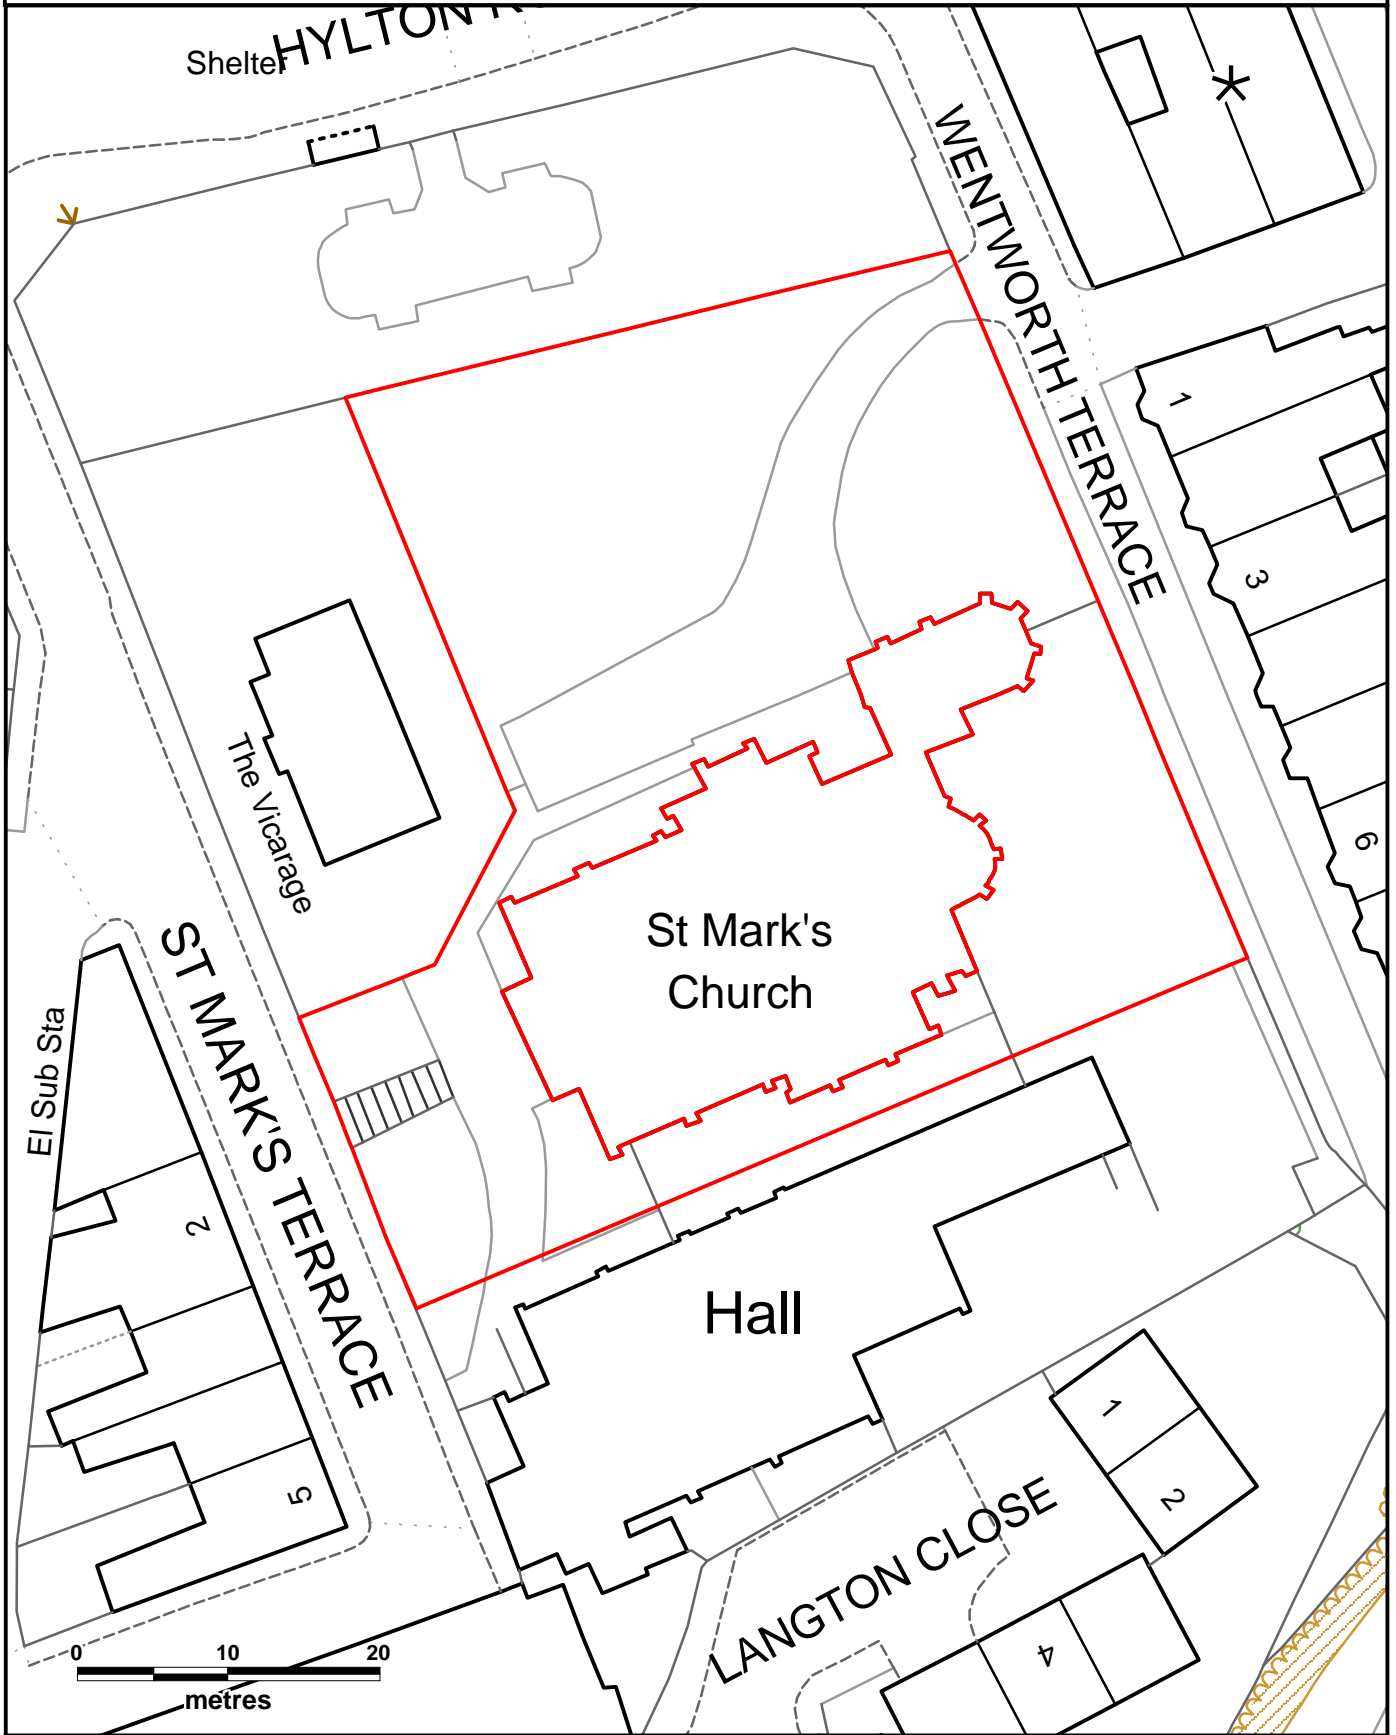 HYLTON
Shelter
WENTWORTH TERRACE
1
3
6
The Vicarage
St Mark's
Church
ST MARK'S TERRACE
El Sub Sta
2
5
Hall
1
2
LANGTON CLOSE
4
0 10 20
metres